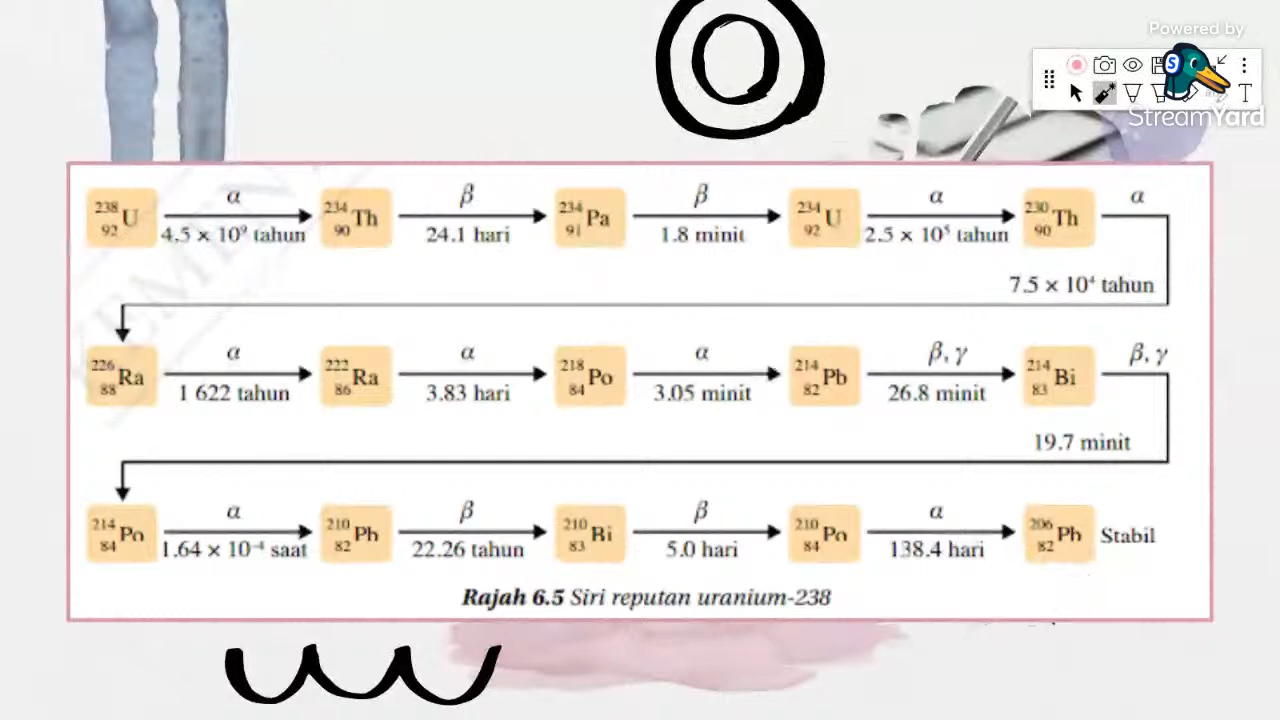 Powered by
StreamYard
α β β α α
²³⁸₉₂U ²³⁴₉₀Th ²³⁴₉₁Pa ²³⁴₉₂U ²³⁰₉₀Th
4.5 × 10⁹ tahun 24.1 hari 1.8 minit 2.5 × 10⁵ tahun
7.5 × 10⁴ tahun
α α α β, γ β, γ
²²⁶₈₈Ra ²²²₈₆Ra ²¹⁸₈₄Po ²¹⁴₈₂Pb ²¹⁴₈₃Bi
1 622 tahun 3.83 hari 3.05 minit 26.8 minit
19.7 minit
α β β α
²¹⁴₈₄Po ²¹⁰₈₂Pb ²¹⁰₈₃Bi ²¹⁰₈₄Po ²⁰⁶₈₂Pb Stabil
1.64 × 10⁻⁴ saat 22.26 tahun 5.0 hari 138.4 hari
Rajah 6.5 Siri reputan uranium-238